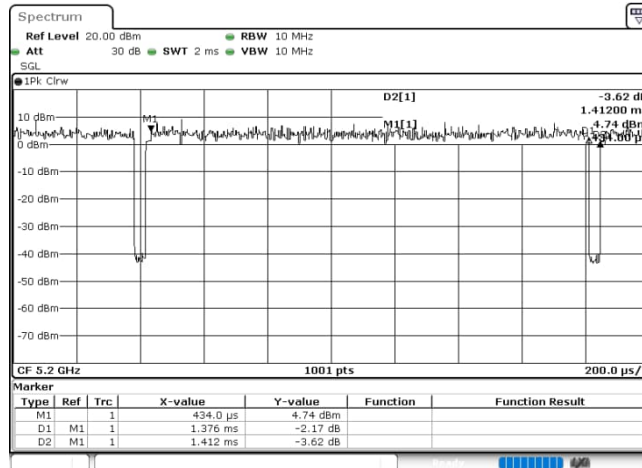 Spectrum
Ref Level 20.00 dBm RBW 10 MHz
Att 30 dB SWT 2 ms VBW 10 MHz
SGL
1Pk Clrw
D2[1] -3.62 d
1.41200 m
10 dBm M1 M1[1] 4.74 dBm
0 dBm
-10 dBm
-20 dBm
-30 dBm
-40 dBm
-50 dBm
-60 dBm
-70 dBm
CF 5.2 GHz 1001 pts 200.0 µs/
Marker
Type Ref Trc X-value Y-value Function Function Result
M1 1 434.0 µs 4.74 dBm
D1 M1 1 1.376 ms -2.17 dB
D2 M1 1 1.412 ms -3.62 dB
Ready